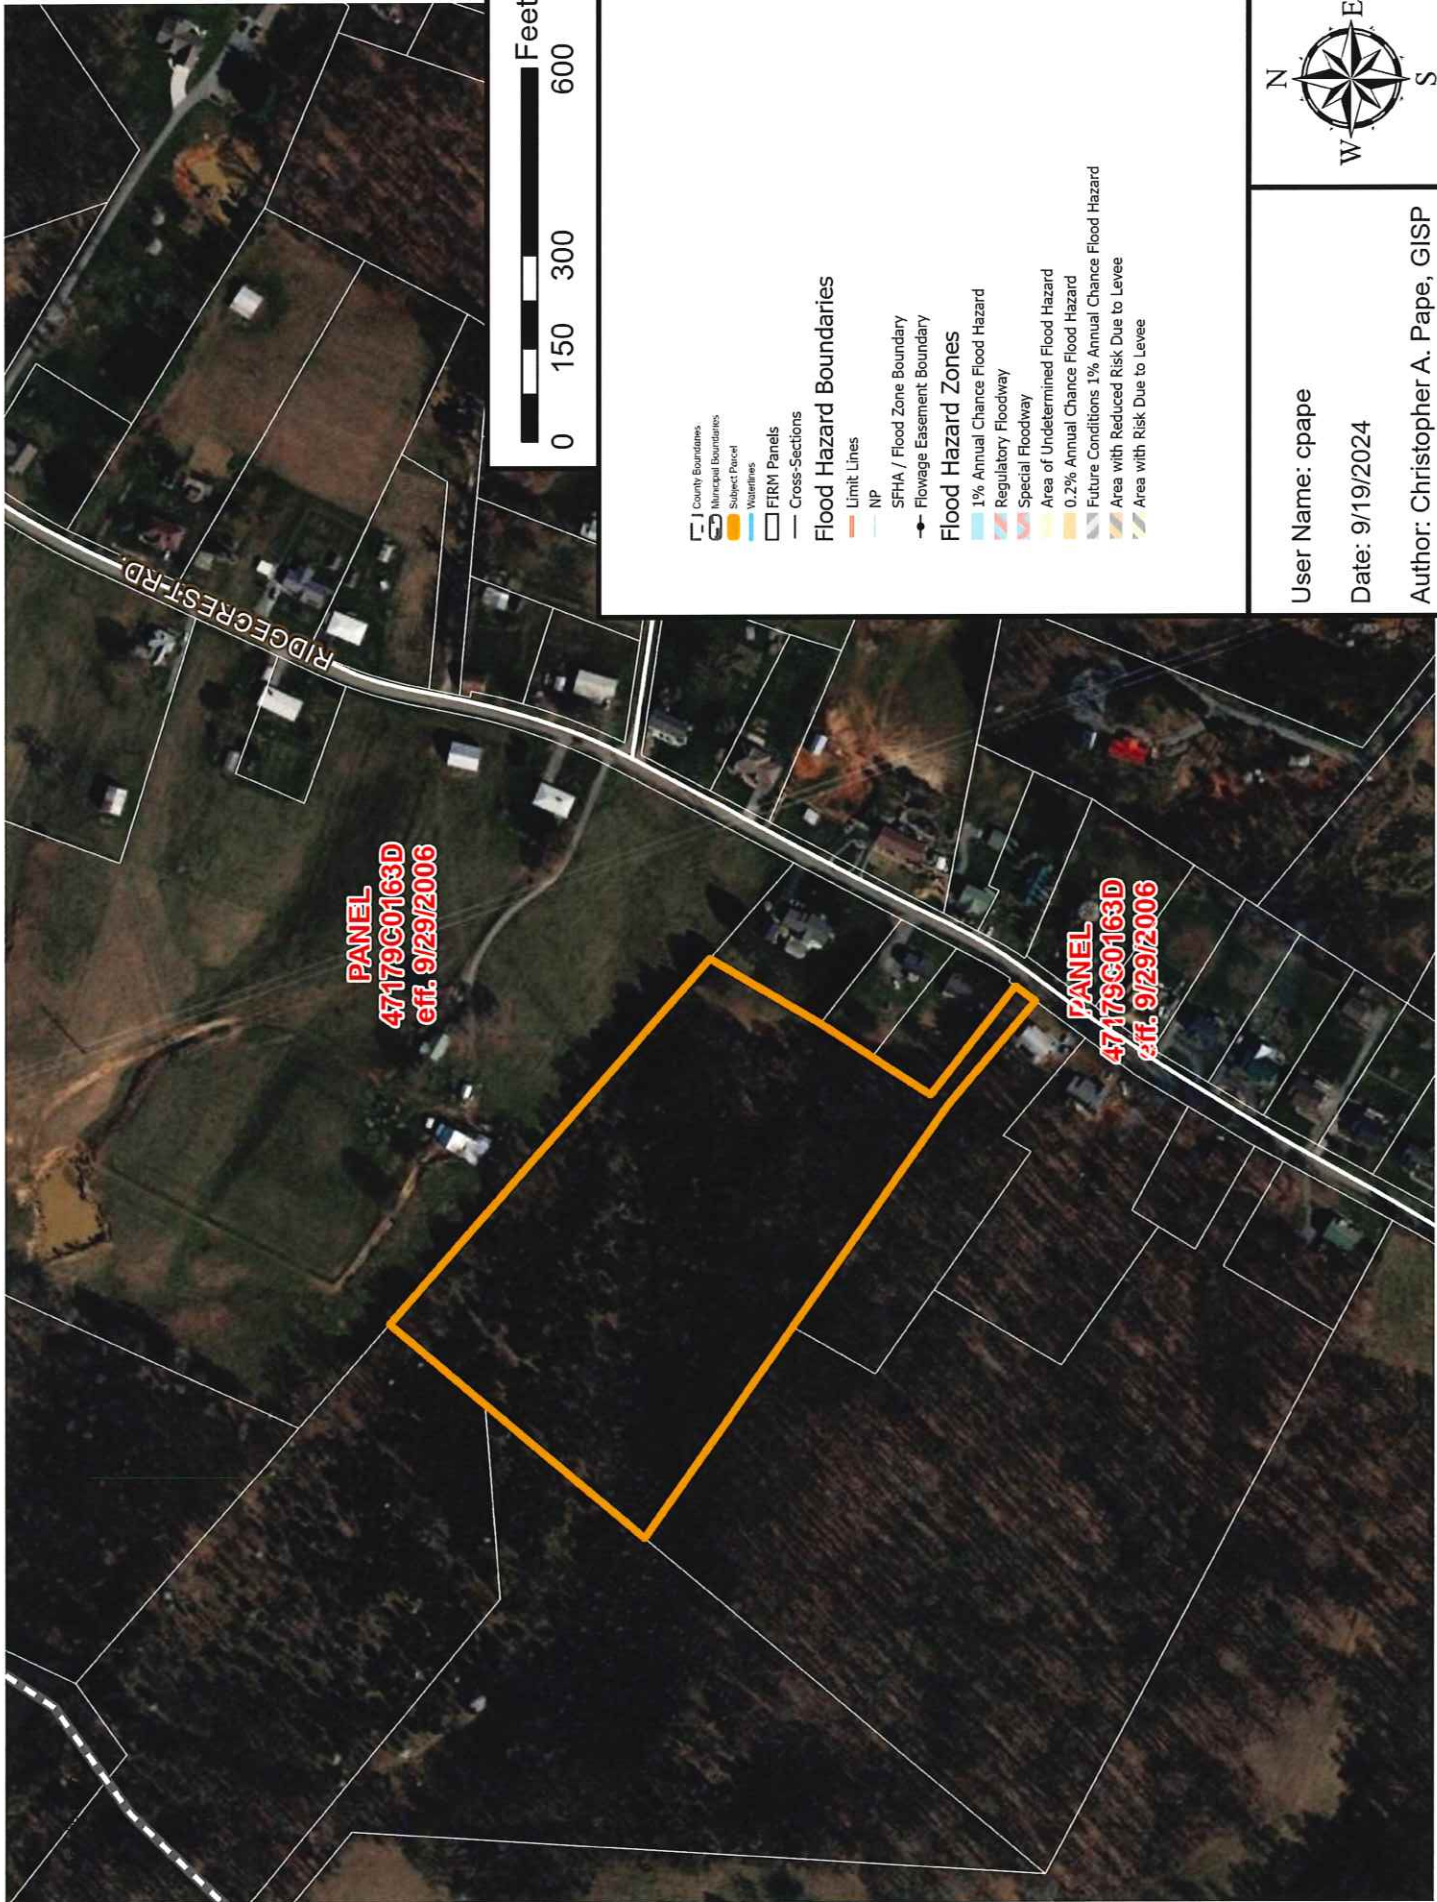 RIDGECREST RD.
PANEL
47179C0163D
eff. 9/29/2006
PANEL
47179C0163D
eff. 9/29/2006
0 150 300 600
Feet
County Boundaries
Municipal Boundaries
Subject Parcel
Waterlines
FIRM Panels
Cross-Sections
Flood Hazard Boundaries
Limit Lines
NP
SFHA / Flood Zone Boundary
Flowage Easement Boundary
Flood Hazard Zones
1% Annual Chance Flood Hazard
Regulatory Floodway
Special Floodway
Area of Undetermined Flood Hazard
0.2% Annual Chance Flood Hazard
Future Conditions 1% Annual Chance Flood Hazard
Area with Reduced Risk Due to Levee
Area with Risk Due to Levee
User Name: cpape
Date: 9/19/2024
Author: Christopher A. Pape, GISP
N
W E
S